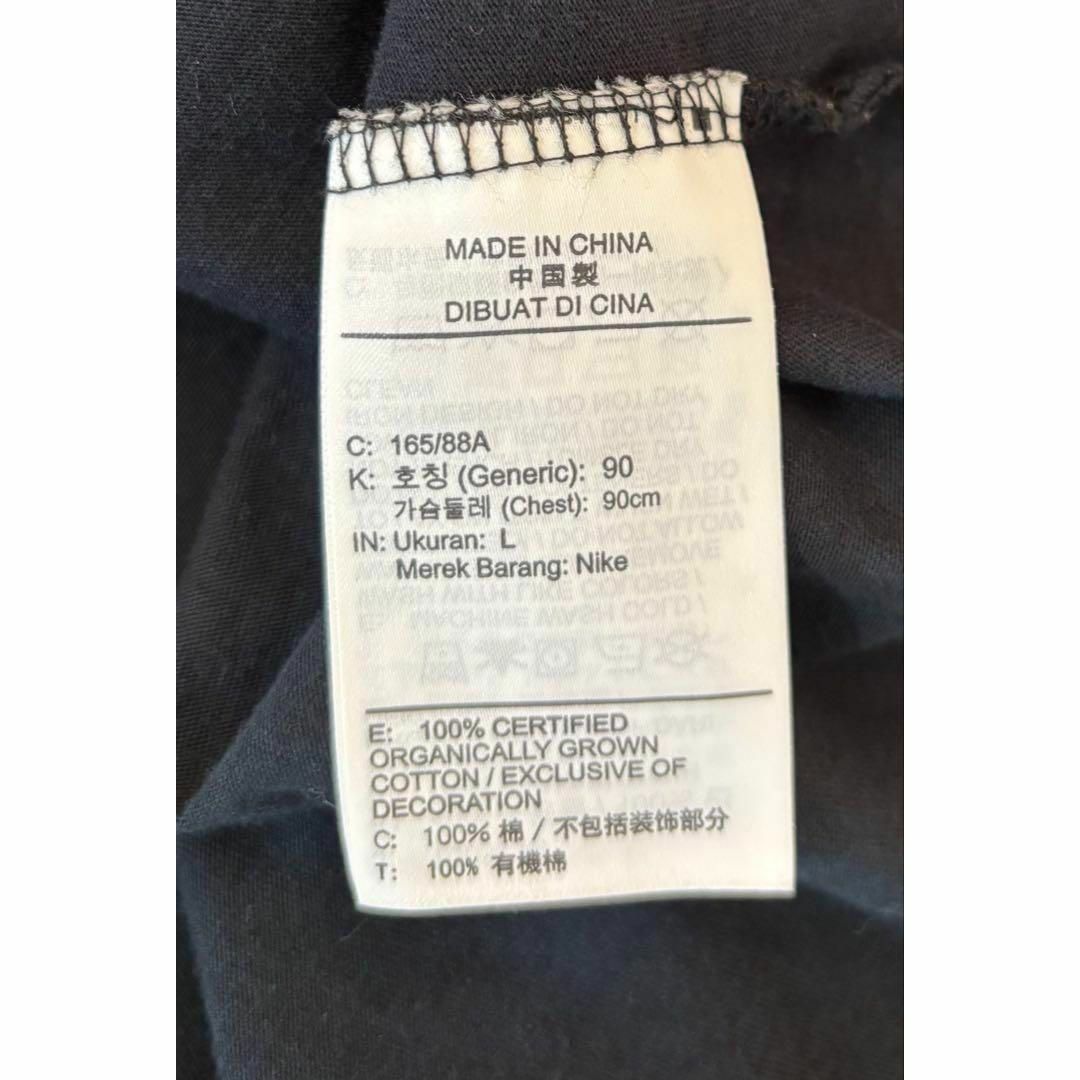 MADE IN CHINA
中国製
DIBUAT DI CINA
C: 165/88A
K: 호칭 (Generic): 90
가슴둘레 (Chest): 90cm
IN: Ukuran: L
Merek Barang: Nike
E: 100% CERTIFIED
ORGANICALLY GROWN
COTTON / EXCLUSIVE OF
DECORATION
C: 100% 棉 / 不包括装饰部分
T: 100% 有機棉